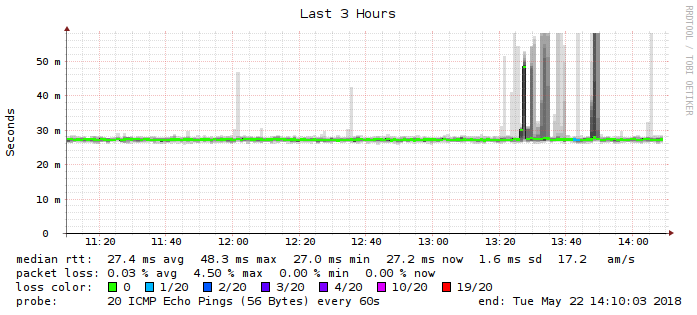 Last 3 Hours
RRDTOOL / TOBI OETIKER
Seconds
50 m
40 m
30 m
20 m
10 m
0
11:20 11:40 12:00 12:20 12:40 13:00 13:20 13:40 14:00
median rtt: 27.4 ms avg 48.3 ms max 27.0 ms min 27.2 ms now 1.6 ms sd 17.2 am/s
packet loss: 0.03 % avg 4.50 % max 0.00 % min 0.00 % now
loss color: 0 1/20 2/20 3/20 4/20 10/20 19/20
probe: 20 ICMP Echo Pings (56 Bytes) every 60s end: Tue May 22 14:10:03 2018